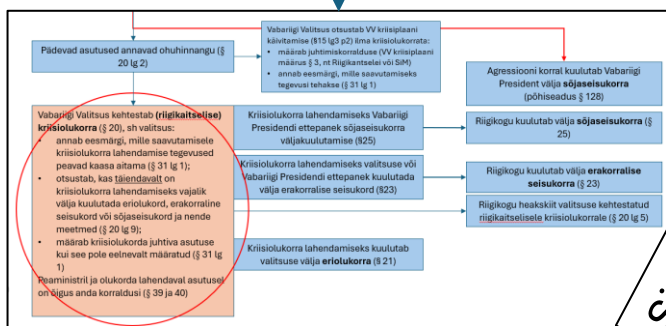 Vabariigi Valitsus otsustab VV kriisiplaani
käivitamise (§15 lg3 p2) ilma kriisiolukorrata:
• määrab juhtimiskorralduse (VV kriisiplaani
määrus § 3, nt Riigikantselei või SiM)
• annab eesmärgi, mille saavutamiseks
tegevusi tehakse (§ 31 lg 1)
Pädevad asutused annavad ohuhinnangu (§
20 lg 2)
Agressiooni korral kuulutab Vabariigi
President välja sõjaseisukorra
(põhiseadus § 128)
Vabariigi Valitsus kehtestab (riigikaitselise)
kriisiolukorra (§ 20), sh valitsus:
• annab eesmärgi, mille saavutamisele
kriisiolukorra lahendamise tegevused
peavad kaasa aitama (§ 31 lg 1);
• otsustab, kas täiendavalt on
kriisiolukorra lahendamiseks vajalik
välja kuulutada eriolukord, erakorraline
seisukord või sõjaseisukord ja nende
meetmed (§ 20 lg 9);
• määrab kriisiolukorda juhtiva asutuse
kui see pole eelnevalt määratud (§ 31 lg
1)
Peaministril ja olukorda lahendaval asutusel
on õigus anda korraldusi (§ 39 ja 40)
Kriisiolukorra lahendamiseks Vabariigi
Presidendi ettepanek sõjaseisukorra
väljakuulutamine (§25)
Riigikogu kuulutab välja sõjaseisukorra (§
25)
Kriisiolukorra lahendamiseks valitsuse või
Vabariigi Presidendi ettepanek kuulutada
välja erakorralise seisukord (§23)
Riigikogu kuulutab välja erakorralise
seisukorra (§ 23)
Riigikogu heakskiit valitsuse kehtestatud
riigikaitselisele kriisiolukorrale (§ 20 lg 5)
Kriisiolukorra lahendamiseks kuulutab
valitsuse välja eriolukorra (§ 21)